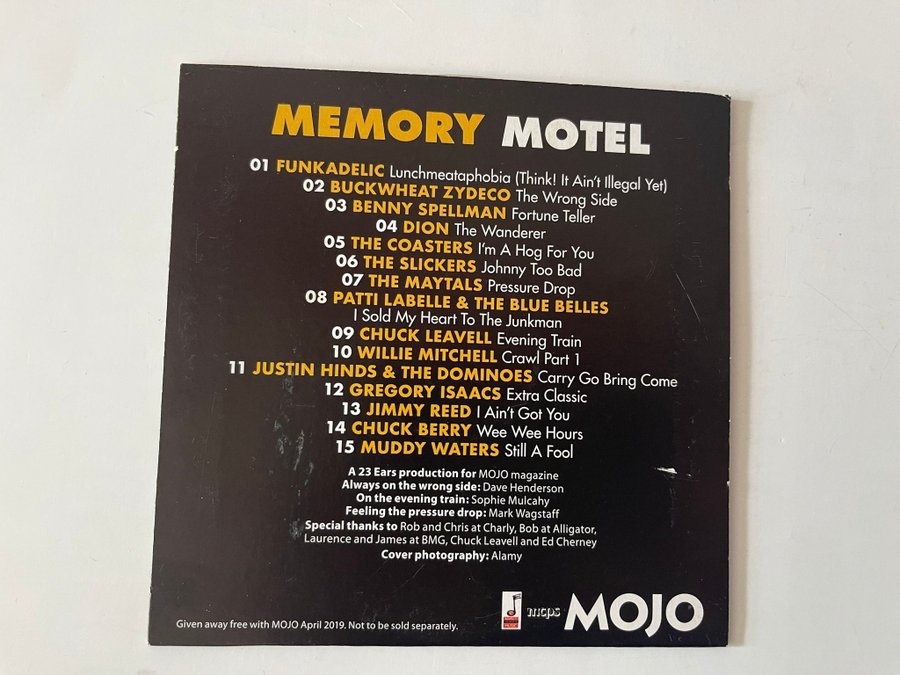 MEMORY MOTEL
01 FUNKADELIC Lunchmeataphobia (Think! It Ain't Illegal Yet)
02 BUCKWHEAT ZYDECO The Wrong Side
03 BENNY SPELLMAN Fortune Teller
04 DION The Wanderer
05 THE COASTERS I'm A Hog For You
06 THE SLICKERS Johnny Too Bad
07 THE MAYTALS Pressure Drop
08 PATTI LABELLE & THE BLUE BELLES
I Sold My Heart To The Junkman
09 CHUCK LEAVELL Evening Train
10 WILLIE MITCHELL Crawl Part 1
11 JUSTIN HINDS & THE DOMINOES Carry Go Bring Come
12 GREGORY ISAACS Extra Classic
13 JIMMY REED I Ain't Got You
14 CHUCK BERRY Wee Wee Hours
15 MUDDY WATERS Still A Fool
A 23 Ears production for MOJO magazine
Always on the wrong side: Dave Henderson
On the evening train: Sophie Mulcahy
Feeling the pressure drop: Mark Wagstaff
Special thanks to Rob and Chris at Charly, Bob at Alligator,
Laurence and James at BMG, Chuck Leavell and Ed Cherney
Cover photography: Alamy
Given away free with MOJO April 2019. Not to be sold separately.
mcps
MOJO